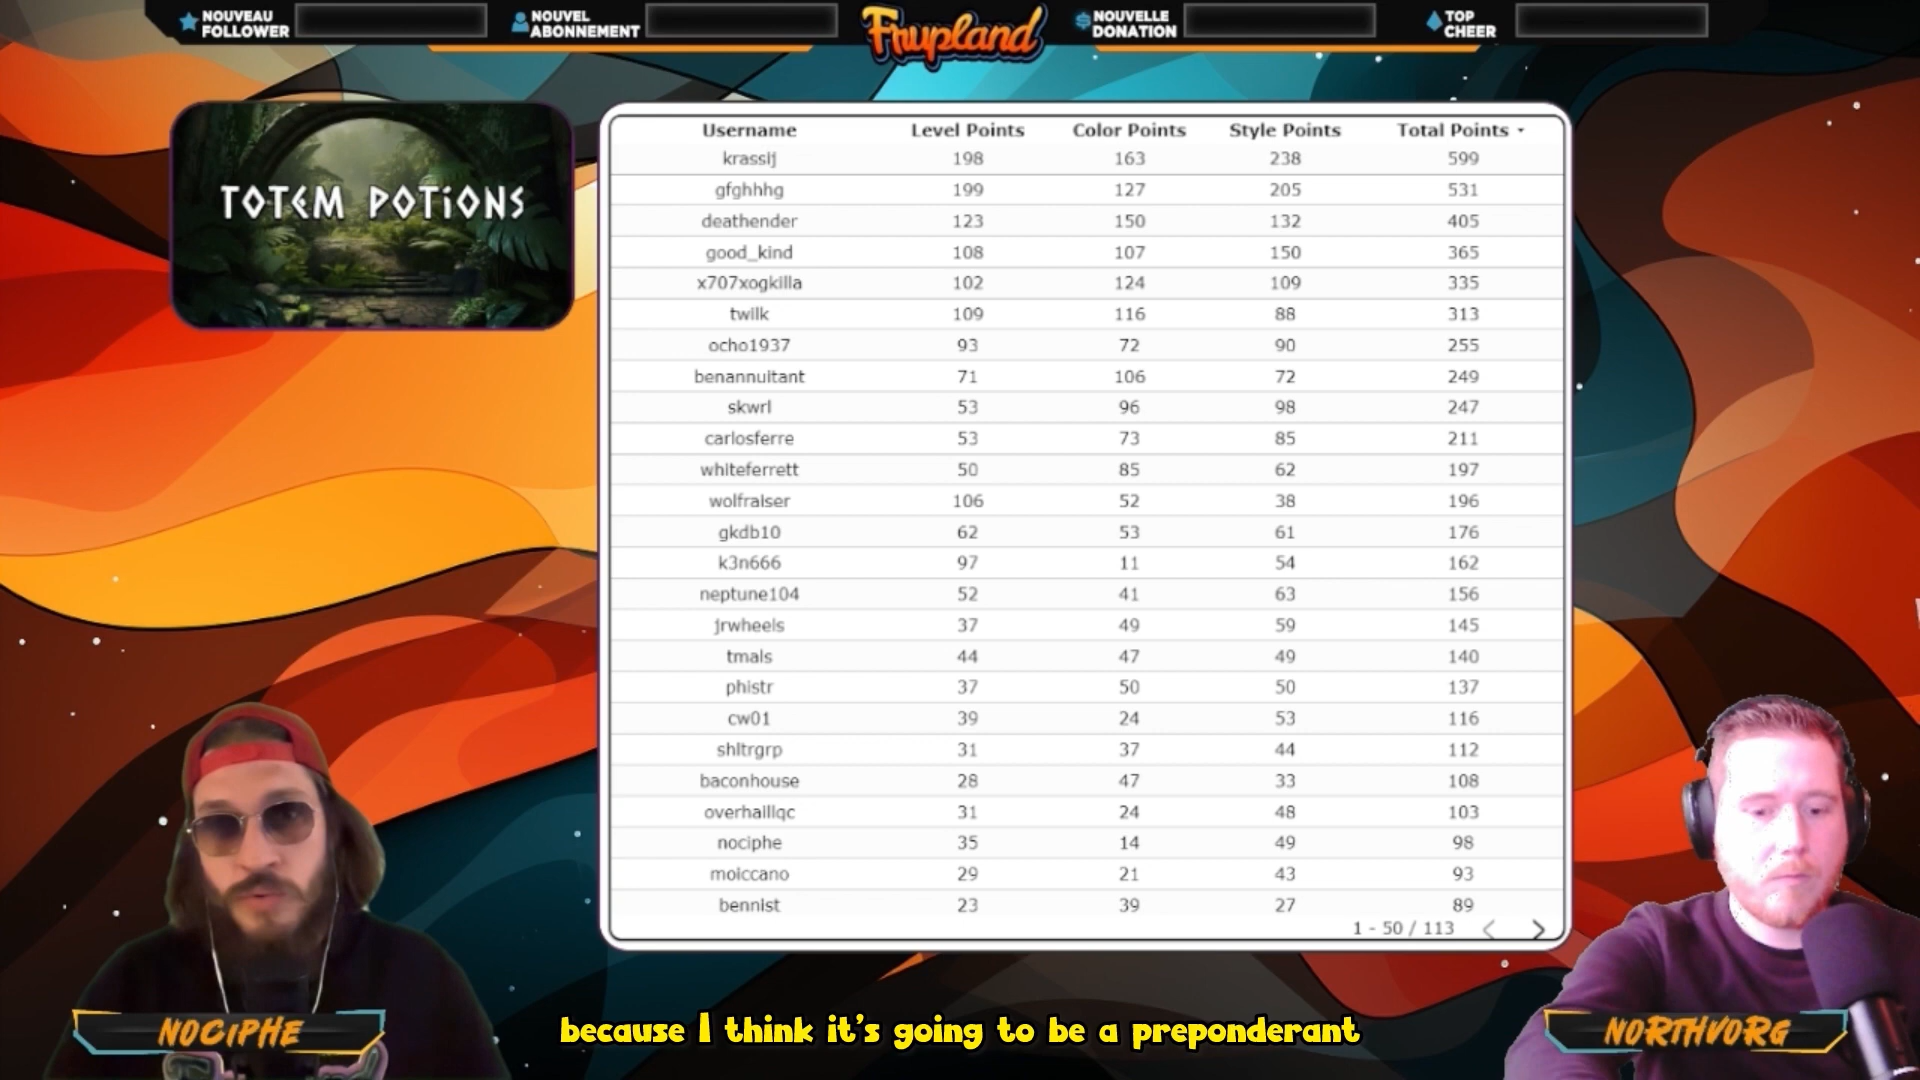 NOUVEAU
FOLLOWER
NOUVEL
ABONNEMENT
Frupland
NOUVELLE
DONATION
TOP
CHEER
TOTEM POTIONS
Username Level Points Color Points Style Points Total Points
krasslj 198 163 238 599
gfghhhg 199 127 205 531
deathender 123 150 132 405
good_kind 108 107 150 365
x707xogkilla 102 124 109 335
twilk 109 116 88 313
ocho1937 93 72 90 255
benannuitant 71 106 72 249
skwrl 53 96 98 247
carlosferre 53 73 85 211
whiteferrett 50 85 62 197
wolfraiser 106 52 38 196
gkdb10 62 53 61 176
k3n666 97 11 54 162
neptune104 52 41 63 156
jrwheels 37 49 59 145
tmals 44 47 49 140
phistr 37 50 50 137
cw01 39 24 53 116
shltrgrp 31 37 44 112
baconhouse 28 47 33 108
overhalllqc 31 24 48 103
nociphe 35 14 49 98
moiccano 29 21 43 93
bennist 23 39 27 89
1 - 50 / 113
NOCIPHE
because I think it's going to be a preponderant
NORTHVORG